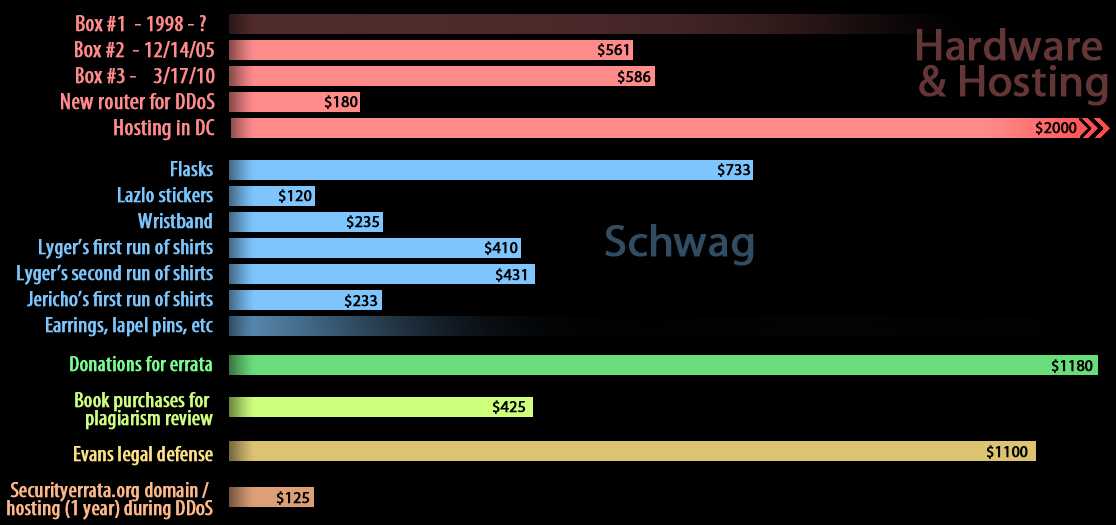 Box #1 - 1998 - ?
Box #2 - 12/14/05 $561
Box #3 - 3/17/10 $586
New router for DDoS $180
Hosting in DC $2000
Hardware
& Hosting
Flasks $733
Lazlo stickers $120
Wristband $235
Lyger's first run of shirts $410
Lyger's second run of shirts $431
Jericho's first run of shirts $233
Earrings, lapel pins, etc
Schwag
Donations for errata $1180
Book purchases for
plagiarism review $425
Evans legal defense $1100
Securityerrata.org domain /
hosting (1 year) during DDoS $125